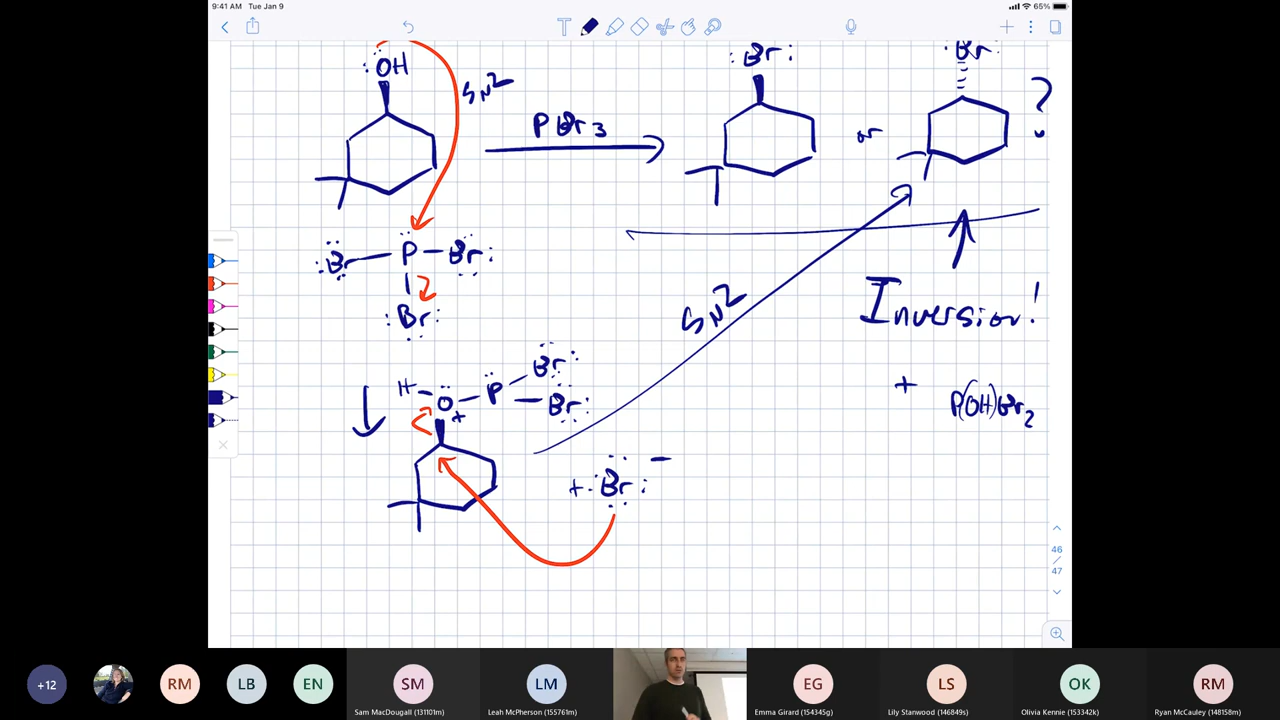 9:41 AM Tue Jan 9
65%
T
:OH
SN2
PBr3
:Br:
or
Br:
?
:Br—P—Br:
:Br:
Inversion!
SN2
H—O—P
+
Br:
Br:
+ :Br: −
+ P(OH)Br2
46
/
47
+12
RM
LB
EN
SM
Sam MacDougall (131101m)
LM
Leah McPherson (155761m)
EG
Emma Girard (154345g)
LS
Lily Stanwood (146849s)
OK
Olivia Kennie (153342k)
RM
Ryan McCauley (148158m)